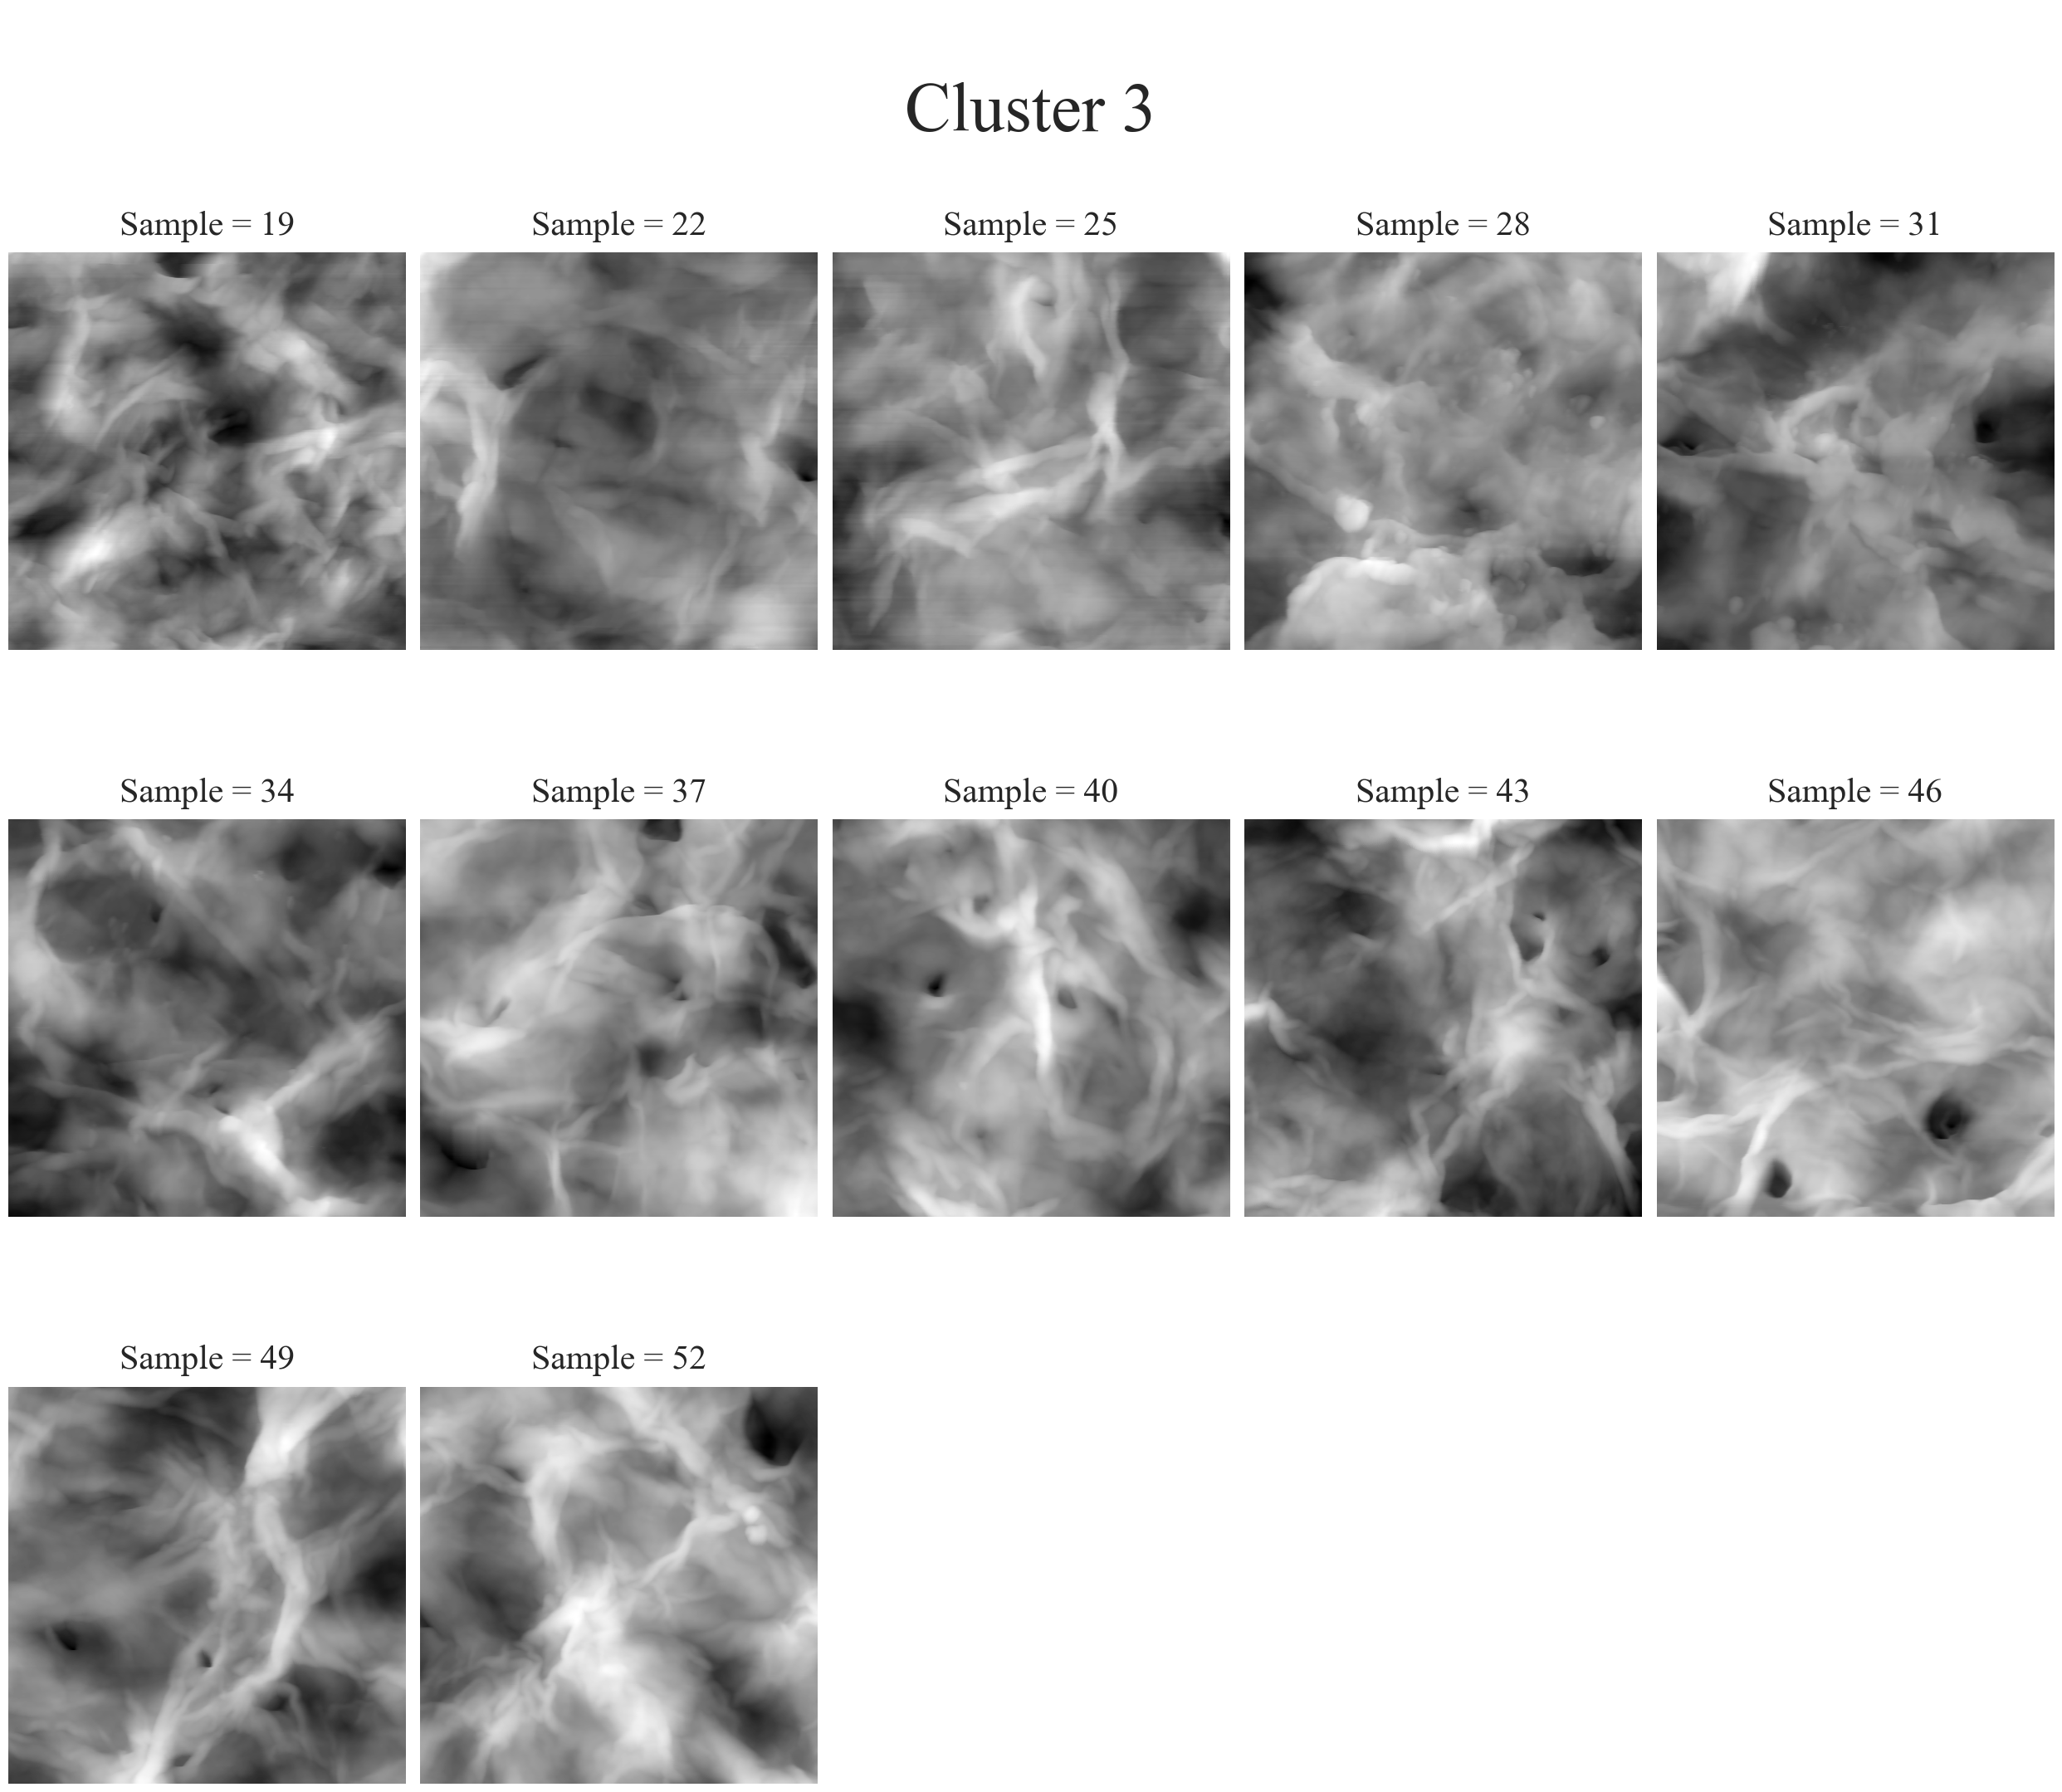 Cluster 3
Sample = 19
Sample = 22
Sample = 25
Sample = 28
Sample = 31
Sample = 34
Sample = 37
Sample = 40
Sample = 43
Sample = 46
Sample = 49
Sample = 52